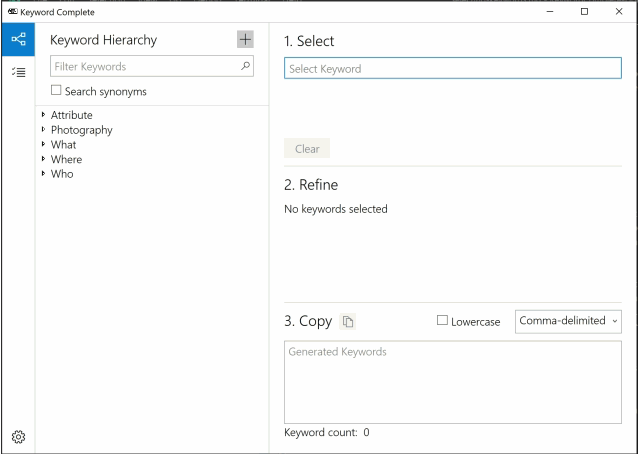 Keyword Complete
Keyword Hierarchy
Filter Keywords
Search synonyms
Attribute
Photography
What
Where
Who
1. Select
Select Keyword
Clear
2. Refine
No keywords selected
3. Copy
Lowercase
Comma-delimited
Generated Keywords
Keyword count: 0